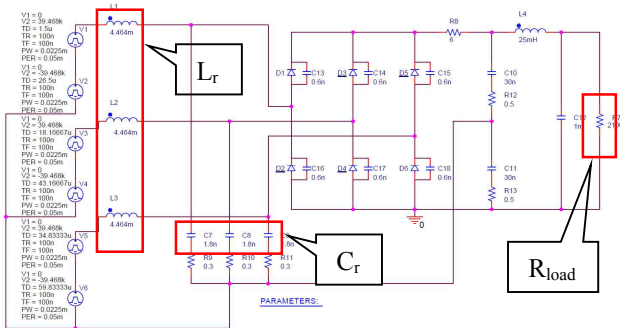 V1 = 0
V2 = 39.468k
TD = 1.5u
TR = 100n
TF = 100n
PW = 0.0225m
PER = 0.05m
V1
V1 = 0
V2 = -39.468k
TD = 26.5u
TR = 100n
TF = 100n
PW = 0.0225m
PER = 0.05m
V2
V1 = 0
V2 = 39.468k
TD = 18.16667u
TR = 100n
TF = 100n
PW = 0.0225m
PER = 0.05m
V3
V1 = 0
V2 = -39.468k
TD = 43.16667u
TR = 100n
TF = 100n
PW = 0.0225m
PER = 0.05m
V4
V1 = 0
V2 = 39.468k
TD = 34.83333u
TR = 100n
TF = 100n
PW = 0.0225m
PER = 0.05m
V5
V1 = 0
V2 = -39.468k
TD = 59.83333u
TR = 100n
TF = 100n
PW = 0.0225m
PER = 0.05m
V6
L1
4.464m
L2
4.464m
L3
4.464m
Lr
D1
C13
0.6n
D3
C14
0.6n
D5
C15
0.6n
D2
C16
0.6n
D4
C17
0.6n
D6
C18
0.6n
R8
6
L4
25mH
C10
30n
R12
0.5
C11
30n
R13
0.5
0
C7
1.8n
C8
1.8n
1.8n
R9
0.3
R10
0.3
R11
0.3
Cr
1n
Rload
PARAMETERS: